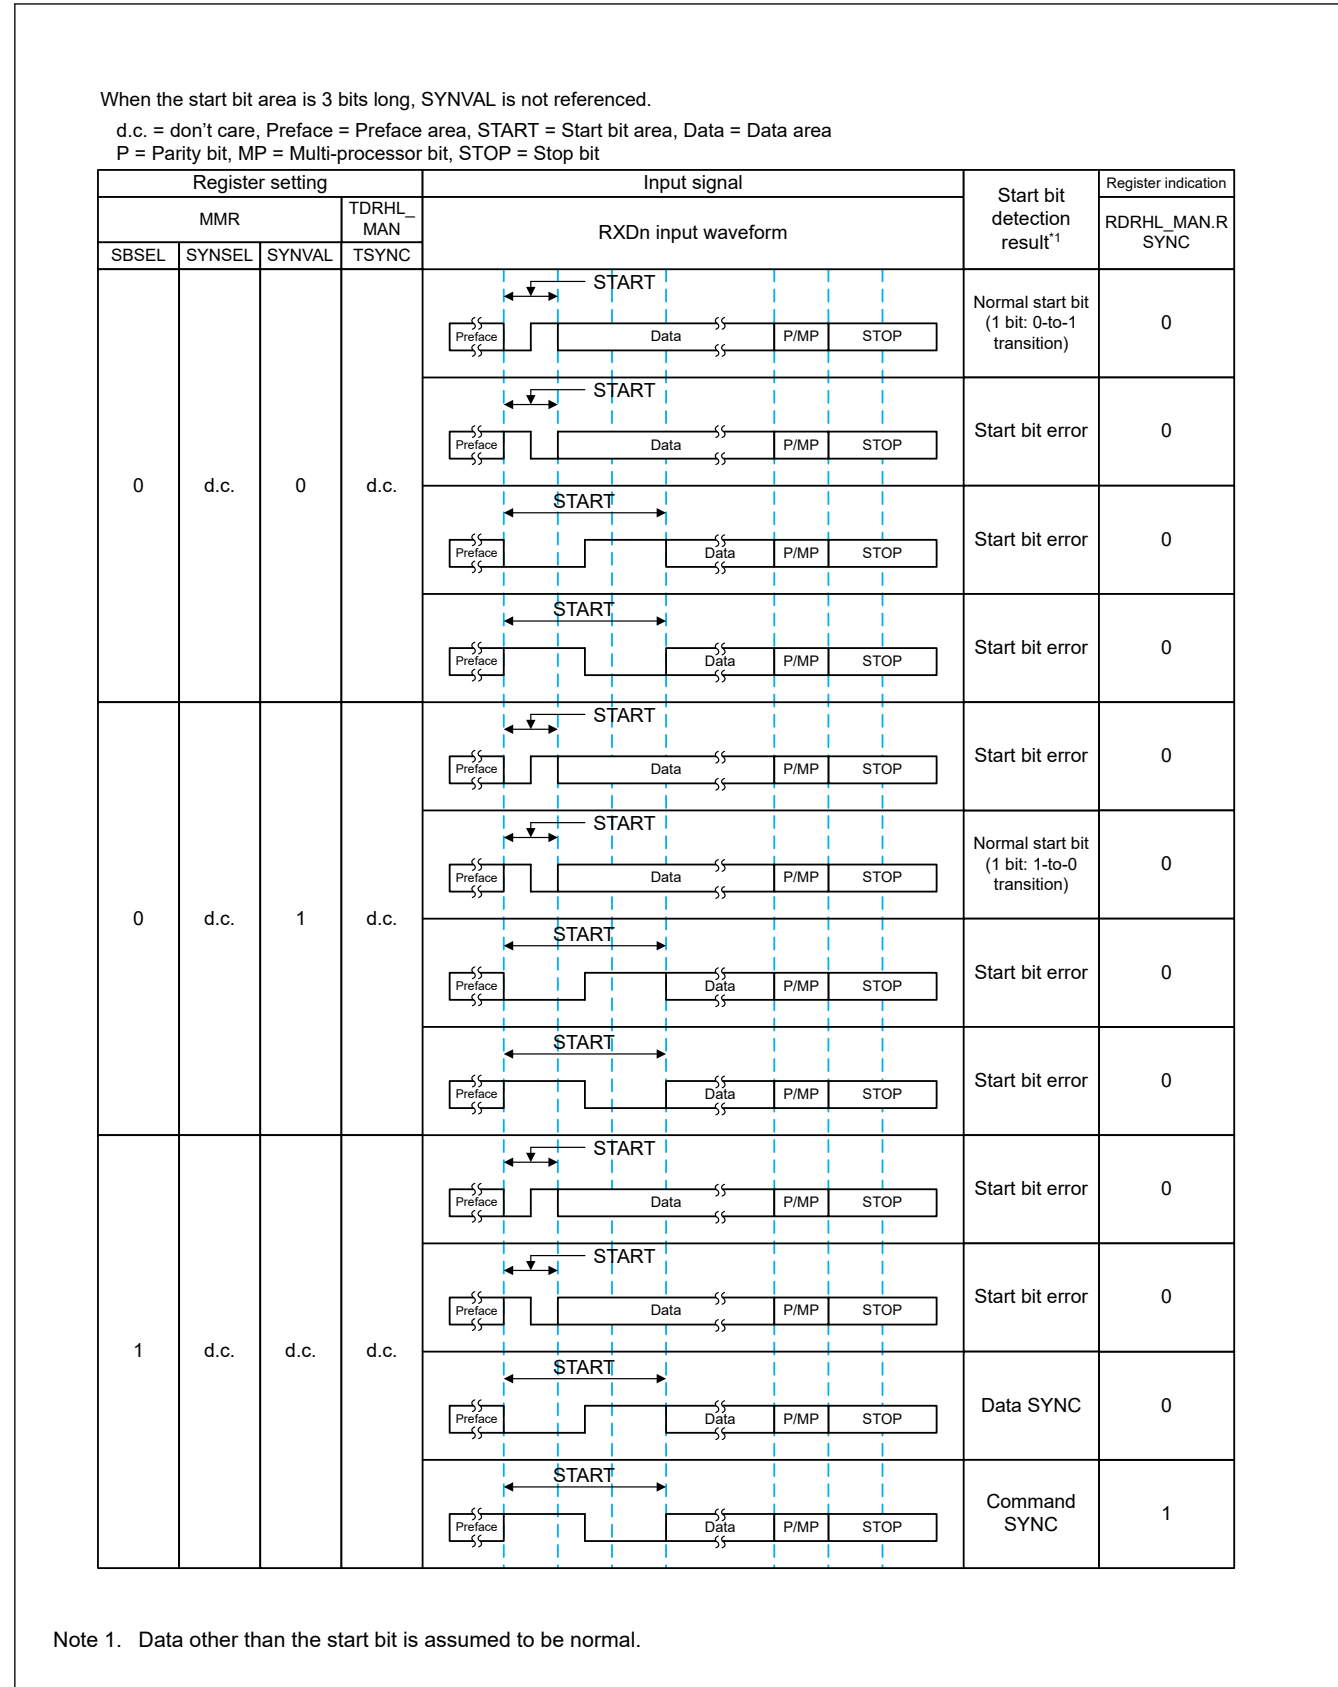 When the start bit area is 3 bits long, SYNVAL is not referenced.
d.c. = don't care, Preface = Preface area, START = Start bit area, Data = Data area
P = Parity bit, MP = Multi-processor bit, STOP = Stop bit
Register setting
Input signal
Start bit detection result*1
Register indication
MMR
TDRHL_MAN
RXDn input waveform
RDRHL_MAN.RSYNC
SBSEL SYNSEL SYNVAL TSYNC
0 d.c. 0 d.c.
START
Preface Data P/MP STOP
Normal start bit
(1 bit: 0-to-1
transition)
0
START
Preface Data P/MP STOP
Start bit error
0
START
Preface Data P/MP STOP
Start bit error
0
START
Preface Data P/MP STOP
Start bit error
0
0 d.c. 1 d.c.
START
Preface Data P/MP STOP
Start bit error
0
START
Preface Data P/MP STOP
Normal start bit
(1 bit: 1-to-0
transition)
0
START
Preface Data P/MP STOP
Start bit error
0
START
Preface Data P/MP STOP
Start bit error
0
1 d.c. d.c. d.c.
START
Preface Data P/MP STOP
Start bit error
0
START
Preface Data P/MP STOP
Start bit error
0
START
Preface Data P/MP STOP
Data SYNC
0
START
Preface Data P/MP STOP
Command
SYNC
1
Note 1. Data other than the start bit is assumed to be normal.